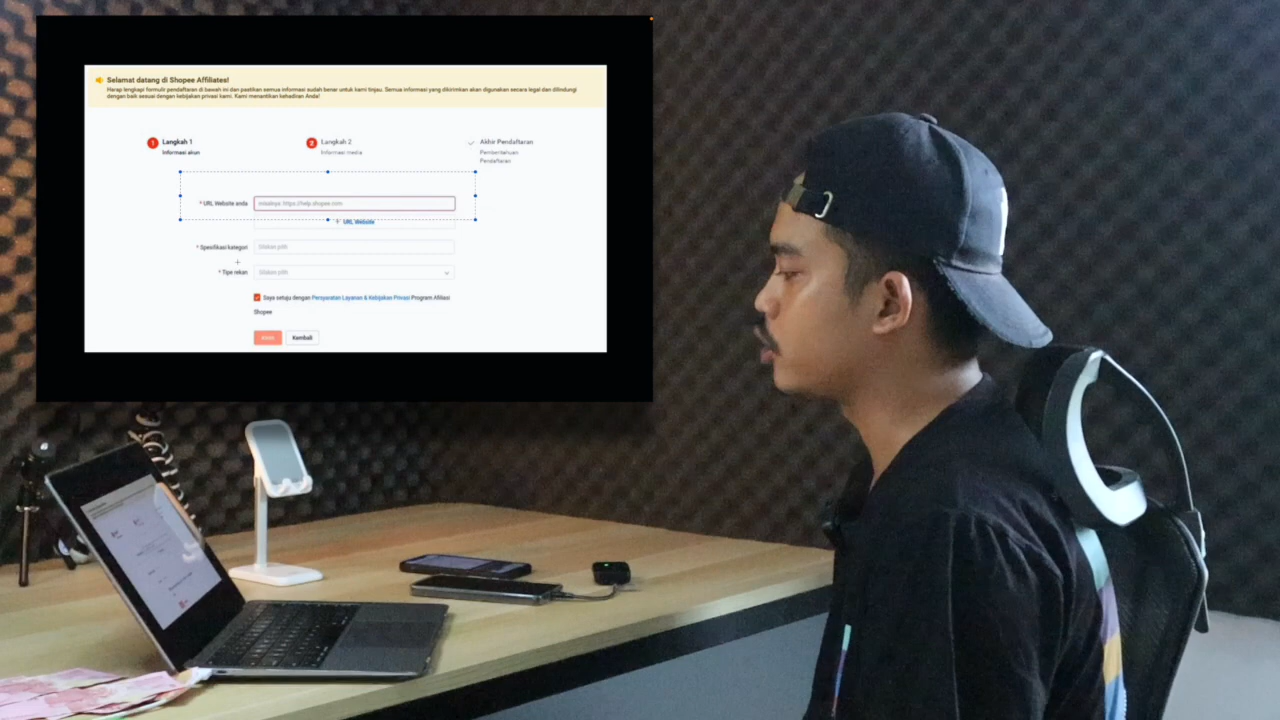 Selamat datang di Shopee Affiliates!
Harap lengkapi formulir pendaftaran di bawah ini dan pastikan semua informasi sudah benar untuk kami tinjau. Semua informasi yang dikirimkan akan digunakan secara legal dan dilindungi
dengan baik sesuai dengan kebijakan privasi kami. Kami menantikan kehadiran Anda!
1 Langkah 1
Informasi akun
2 Langkah 2
Informasi media
Akhir Pendaftaran
Pemberitahuan
Pendaftaran
* URL Website anda
misalnya: https://help.shopee.com
+ URL Website
* Spesifikasi kategori
Silakan pilih
* Tipe rekan
Silakan pilih
Saya setuju dengan Persyaratan Layanan & Kebijakan Privasi Program Afiliasi
Shopee
Kembali